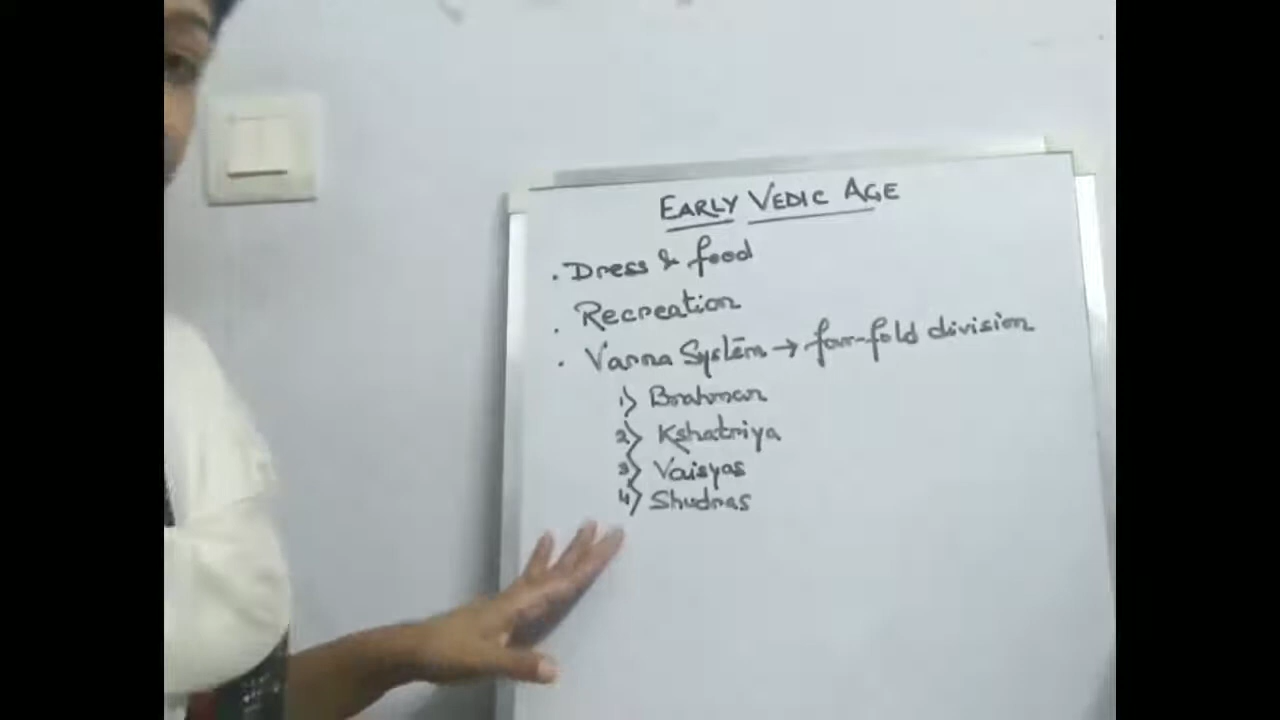 EARLY VEDIC AGE
. Dress & food
. Recreation
. Varna System → four-fold division
1) Brahman
2) Kshatriya
3) Vaisyas
4) Shudras